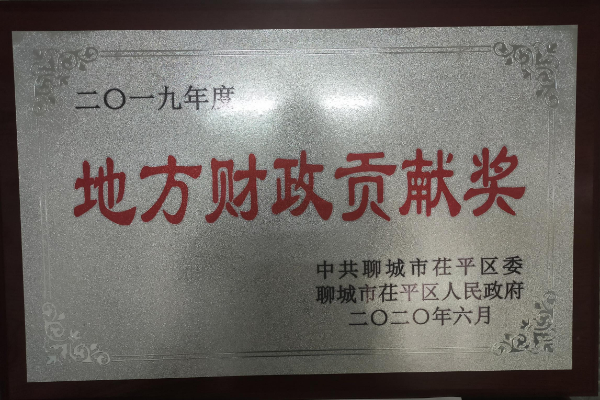 二〇一九年度
地方财政贡献奖
中共聊城市茌平区委
聊城市茌平区人民政府
二〇二〇年六月